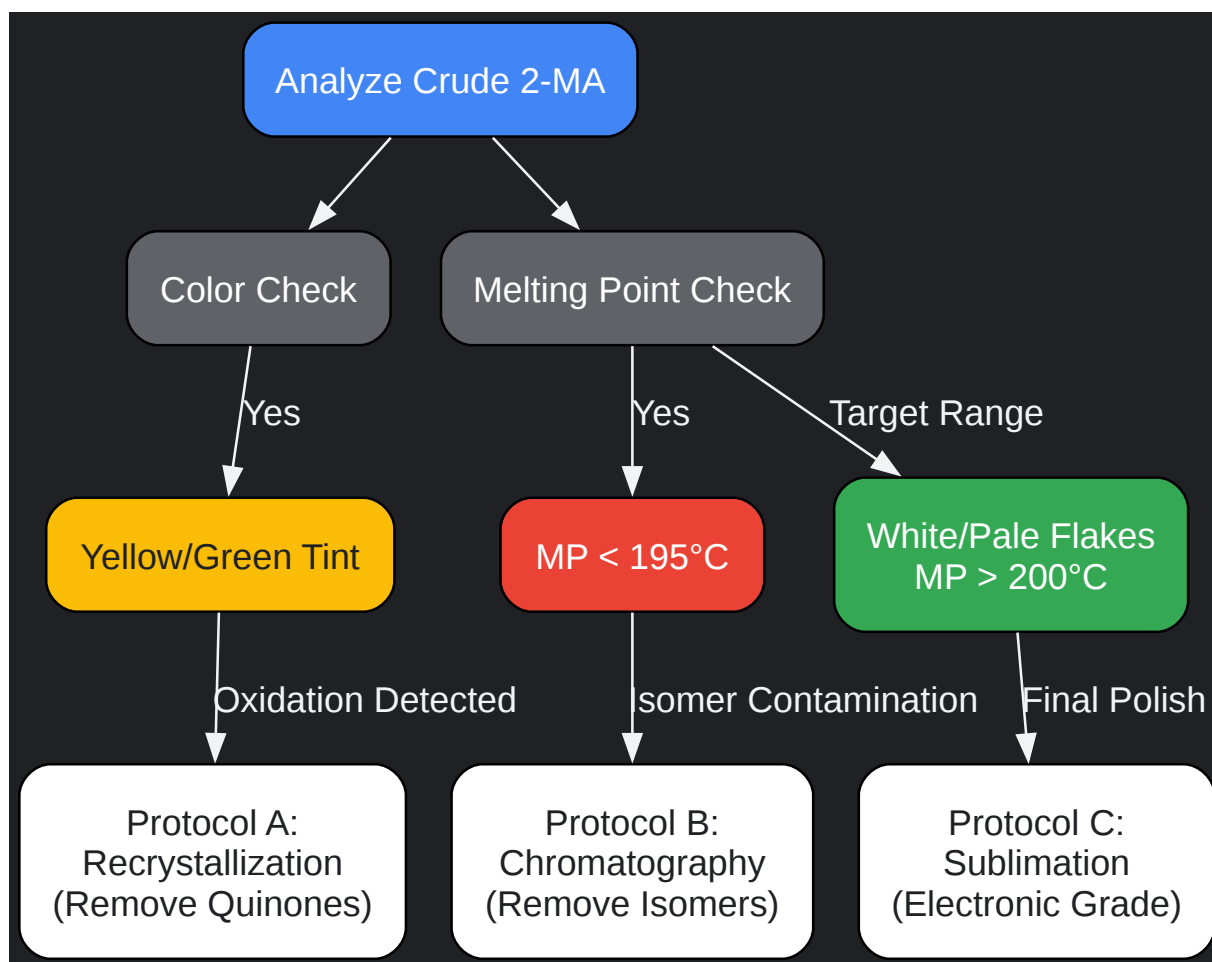 Analyze Crude 2-MA
Color Check
Melting Point Check
Yes
Yes
Target Range
Yellow/Green Tint
MP < 195°C
White/Pale Flakes
MP > 200°C
Oxidation Detected
Isomer Contamination
Final Polish
Protocol A:
Recrystallization
(Remove Quinones)
Protocol B:
Chromatography
(Remove Isomers)
Protocol C:
Sublimation
(Electronic Grade)